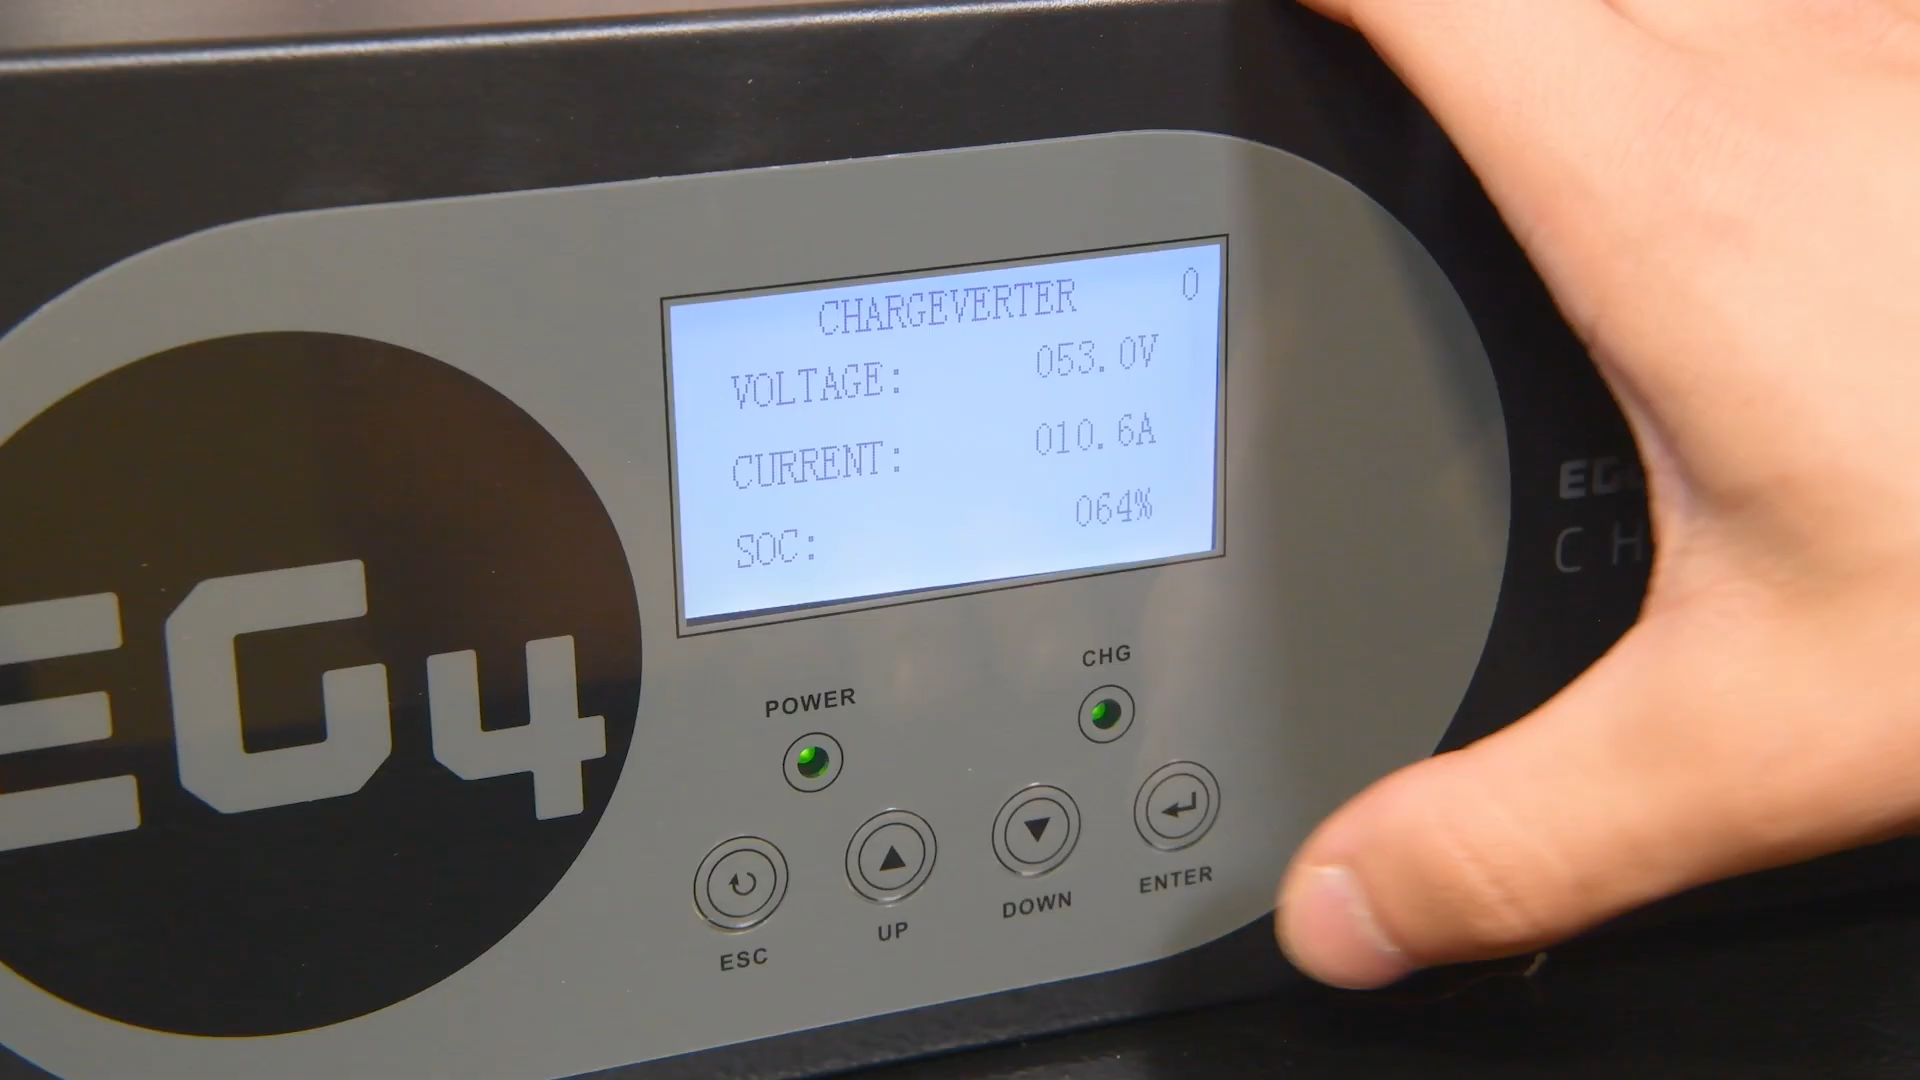 CHARGEVERTER 0
VOLTAGE: 053.0V
CURRENT: 010.6A
SOC: 064%
EG4
POWER
CHG
ESC
UP
DOWN
ENTER